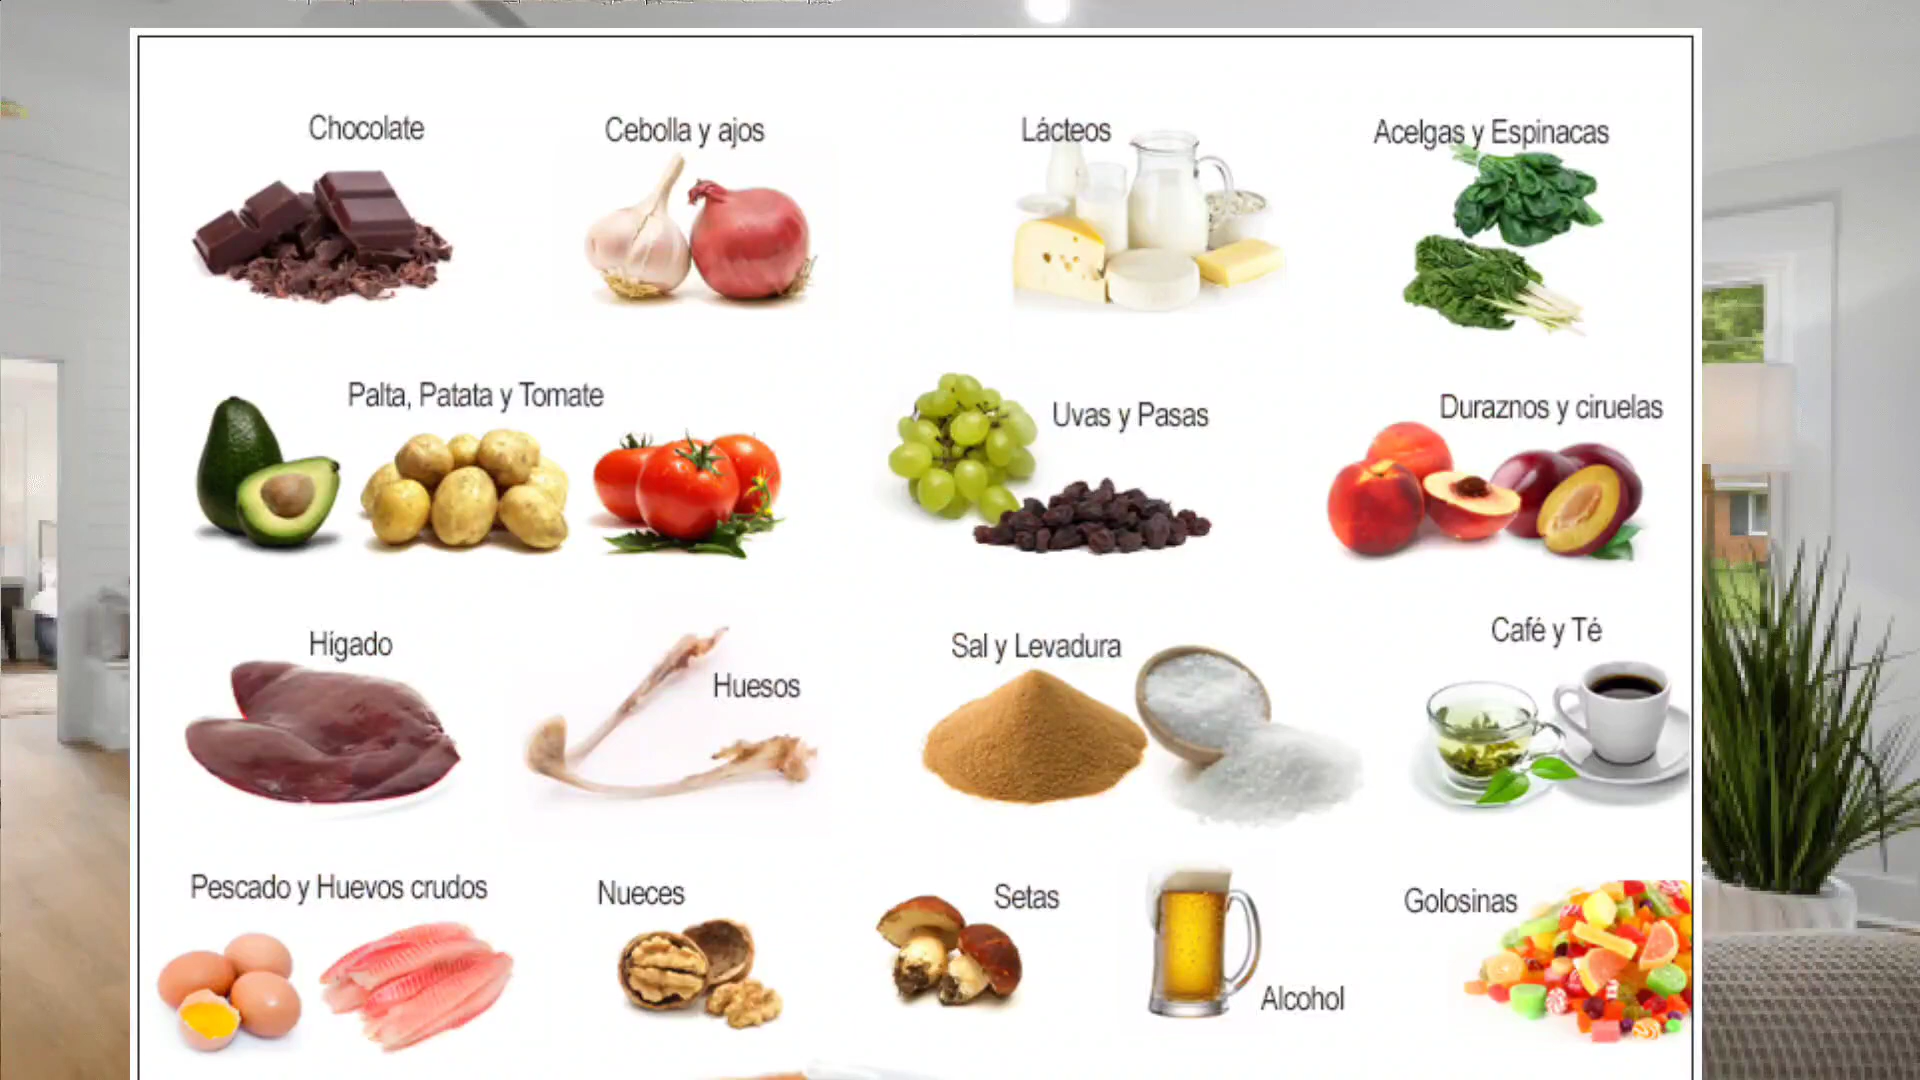 Chocolate
Cebolla y ajos
Lácteos
Acelgas y Espinacas
Palta, Patata y Tomate
Uvas y Pasas
Duraznos y ciruelas
Hígado
Huesos
Sal y Levadura
Café y Té
Pescado y Huevos crudos
Nueces
Setas
Alcohol
Golosinas